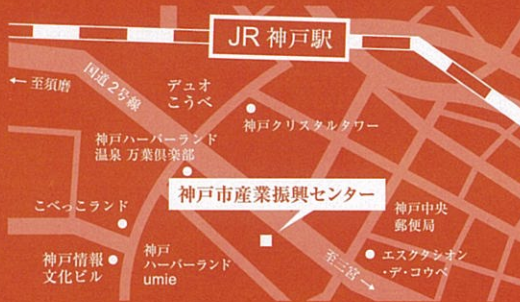 JR 神戸駅
← 至須磨
国道2号線
デュオ
こうべ
神戸クリスタルタワー
神戸ハーバーランド
温泉 万葉倶楽部
神戸市産業振興センター
こべっこランド
神戸中央
郵便局
神戸情報
文化ビル
神戸
ハーバーランド
umie
至三宮 →
エスタシオン
・デ・コウベ